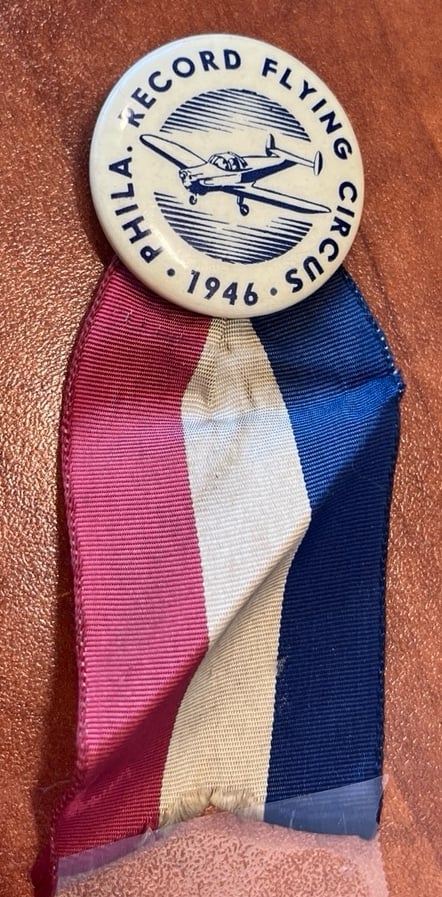 PHILA. RECORD FLYING CIRCUS
• 1946 •